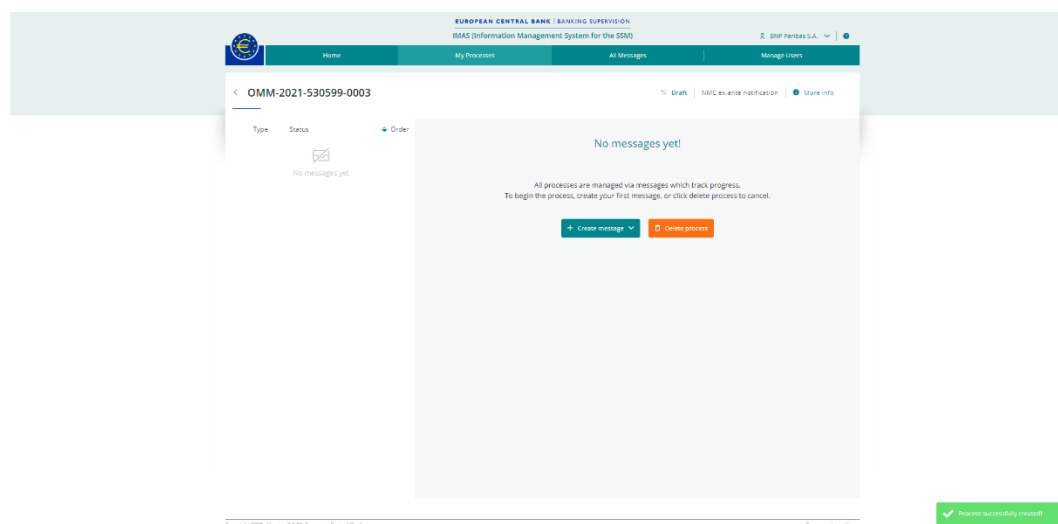 EUROPEAN CENTRAL BANK | BANKING SUPERVISION
IMAS (Information Management System for the SSM)
BNP Paribas S.A.
Home
My Processes
All Messages
Manage Users
OMM-2021-530599-0003
Draft
NMC ex-ante notification
More info
Type
Status
Order
No messages yet
No messages yet!
All processes are managed via messages which track progress.
To begin the process, create your first message, or click delete process to cancel.
+ Create message
Delete process
Process successfully created!